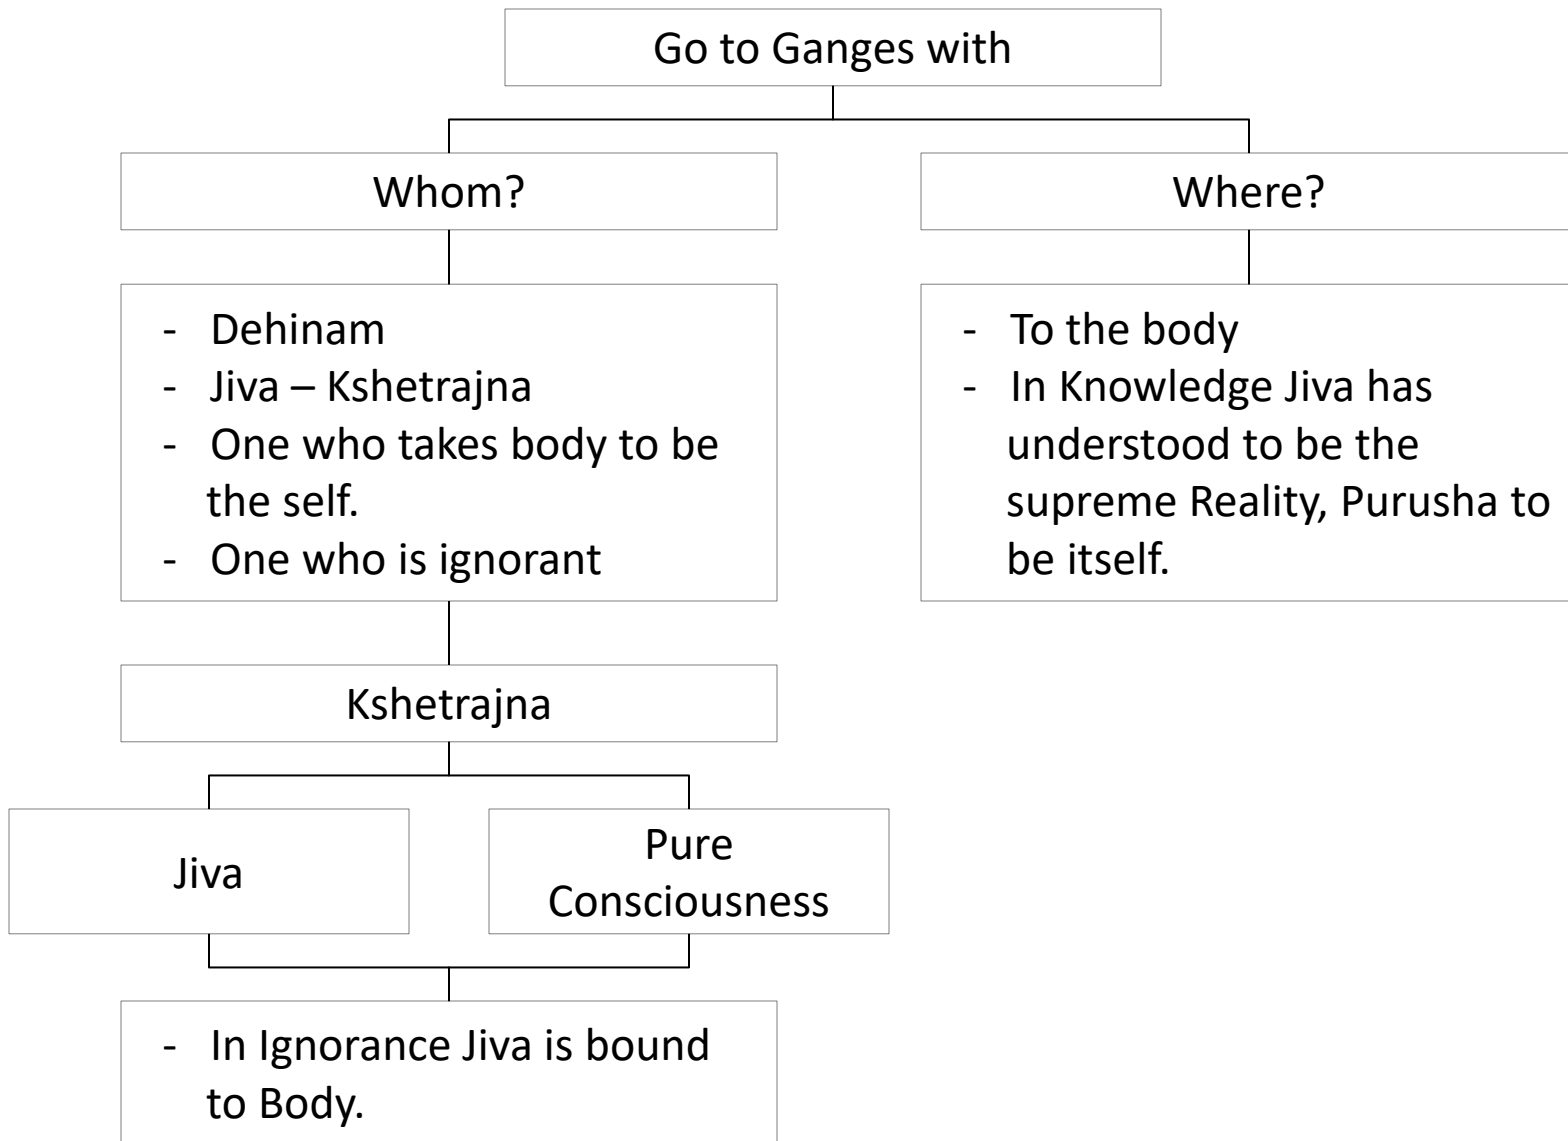 Go to Ganges with
Whom?
Where?
- Dehinam
- Jiva – Kshetrajna
- One who takes body to be
the self.
- One who is ignorant
- To the body
- In Knowledge Jiva has
understood to be the
supreme Reality, Purusha to
be itself.
Kshetrajna
Jiva
Pure
Consciousness
- In Ignorance Jiva is bound
to Body.